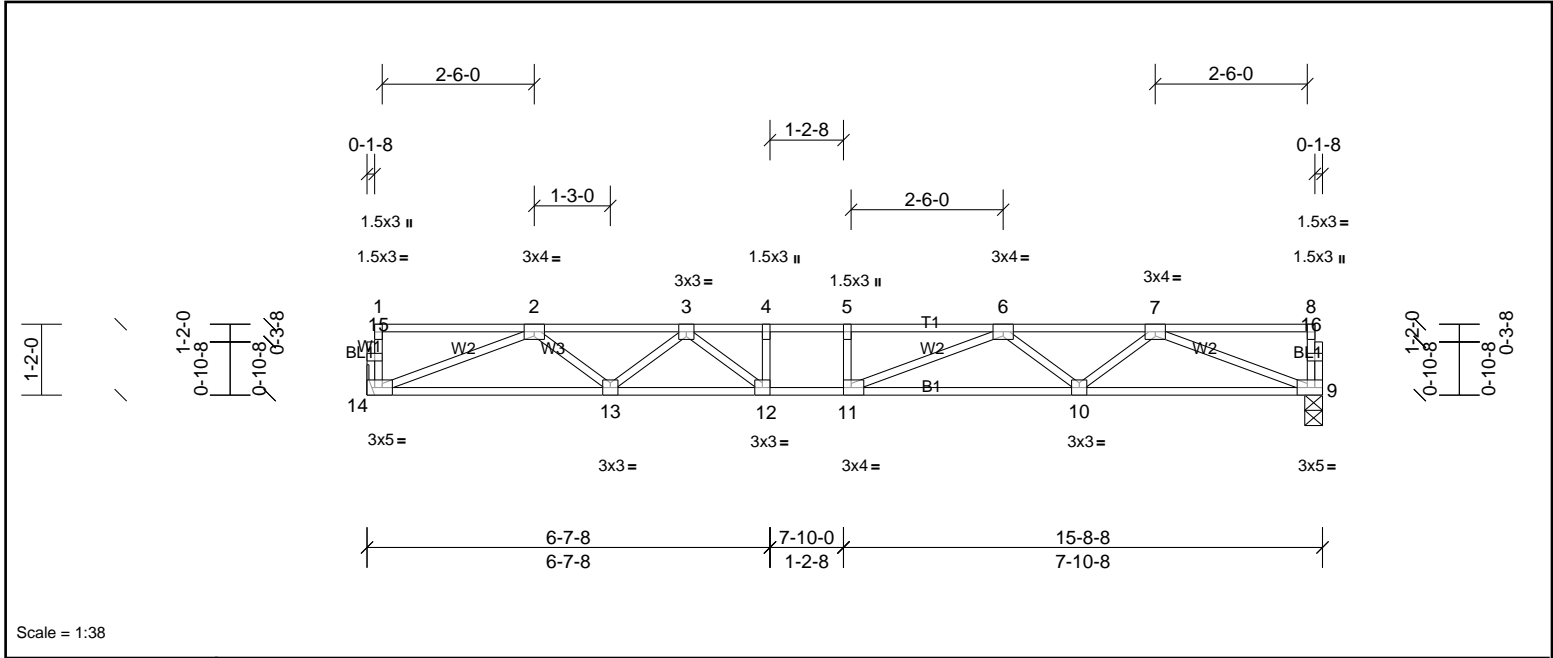 2-6-0 2-6-0
1-2-8
0-1-8 0-1-8
1-3-0 2-6-0
1.5x3 II 1.5x3 =
1.5x3 = 3x4 = 1.5x3 II 3x4 = 1.5x3 II
3x3 = 1.5x3 II 3x4 =
1 2 3 4 5 6 7 8
15 T1 16
1-2-0 1-2-0 0-3-8 1-2-0 0-3-8
W1 BL1 W2 W3 W2 W2 BL1
0-10-8 0-10-8 0-10-8 0-10-8
B1
14 13 12 11 10 9
3x5 = 3x3 = 3x3 =
3x3 = 3x4 = 3x5 =
6-7-8 7-10-0 15-8-8
6-7-8 1-2-8 7-10-8
Scale = 1:38